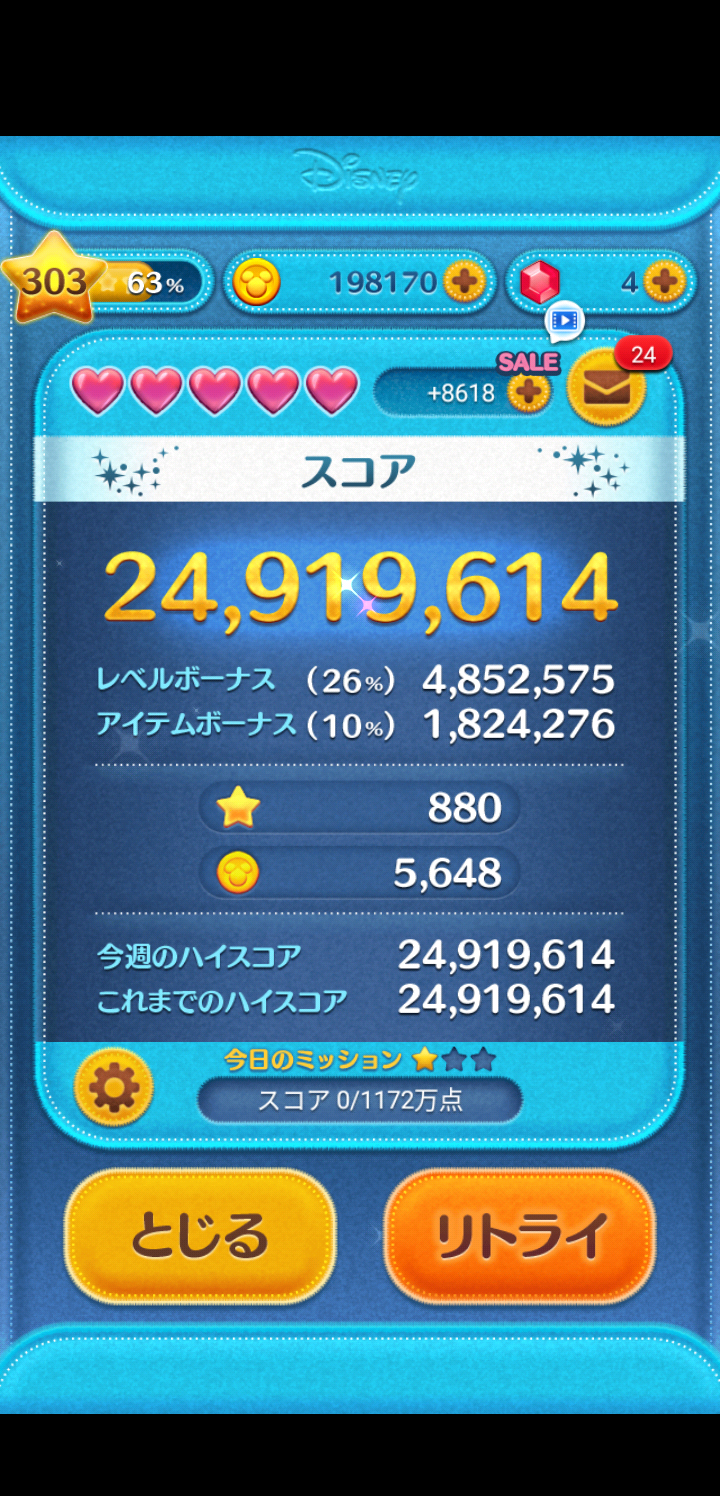 Disney
303 63% 198170 4
SALE 24
+8618
スコア
24,919,614
レベルボーナス (26%) 4,852,575
アイテムボーナス (10%) 1,824,276
880
5,648
今週のハイスコア 24,919,614
これまでのハイスコア 24,919,614
今日のミッション
スコア 0/1172万点
とじる リトライ